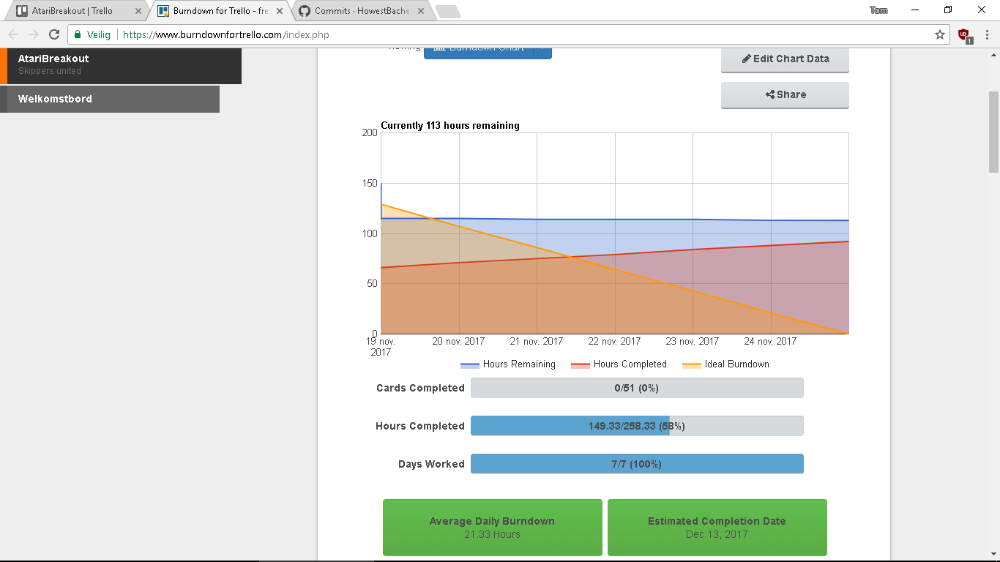 AtariBreakout | Trello
Burndown for Trello - fre
Commits · HowestBachel
Tom
Veilig
https://www.burndownfortrello.com/index.php
1
AtariBreakout
Skippers united
Welkomstbord
Burndown Chart
Edit Chart Data
Share
Currently 113 hours remaining
200
150
100
50
0
19 nov. 2017
20 nov. 2017
21 nov. 2017
22 nov. 2017
23 nov. 2017
24 nov. 2017
Hours Remaining
Hours Completed
Ideal Burndown
Cards Completed
0/51 (0%)
Hours Completed
149.33/258.33 (58%)
Days Worked
7/7 (100%)
Average Daily Burndown
21.33 Hours
Estimated Completion Date
Dec 13, 2017